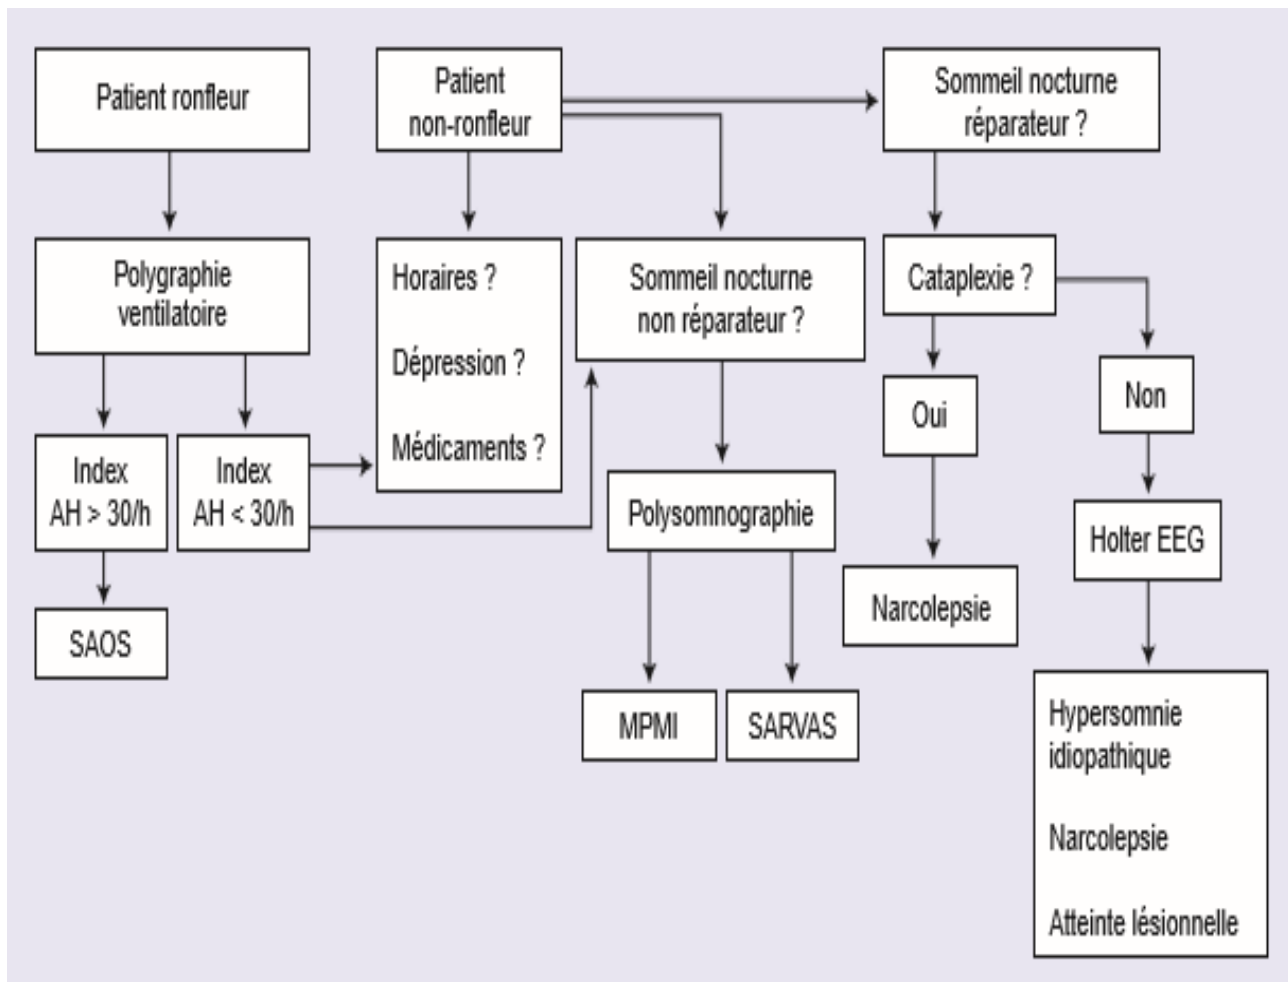 Patient ronfleur
Patient
non-ronfleur
Sommeil nocturne
réparateur ?
Polygraphie
ventilatoire
Horaires ?
Dépression ?
Médicaments ?
Sommeil nocturne
non réparateur ?
Cataplexie ?
Oui
Non
Index
AH > 30/h
Index
AH < 30/h
Polysomnographie
Holter EEG
SAOS
Narcolepsie
MPMI
SARVAS
Hypersomnie
idiopathique
Narcolepsie
Atteinte lésionnelle